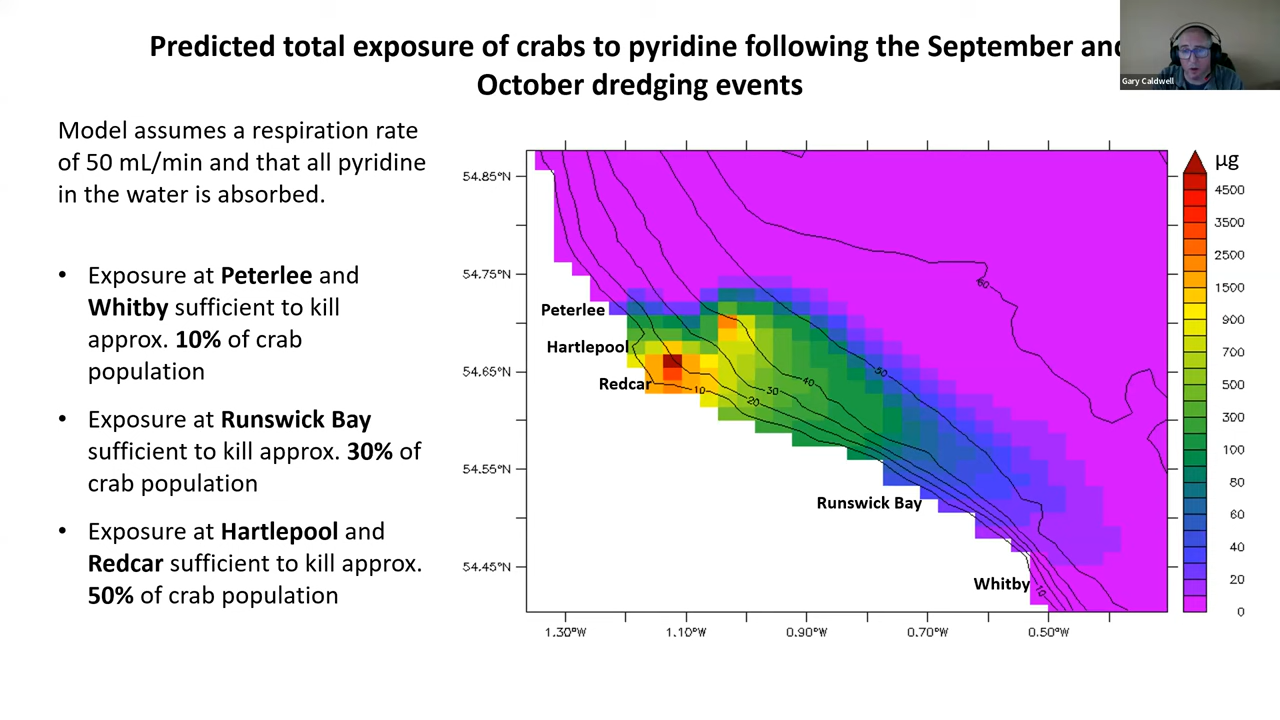 Predicted total exposure of crabs to pyridine following the September and
October dredging events
Gary Caldwell
Model assumes a respiration rate
of 50 mL/min and that all pyridine
in the water is absorbed.
• Exposure at Peterlee and
Whitby sufficient to kill
approx. 10% of crab
population
• Exposure at Runswick Bay
sufficient to kill approx. 30% of
crab population
• Exposure at Hartlepool and
Redcar sufficient to kill approx.
50% of crab population
54.85°N
54.75°N
54.65°N
54.55°N
54.45°N
Peterlee
Hartlepool
Redcar
Runswick Bay
Whitby
60
50
40
30
20
10
10
1.30°W
1.10°W
0.90°W
0.70°W
0.50°W
µg
4500
3500
2500
1500
900
700
500
300
100
80
60
40
20
0